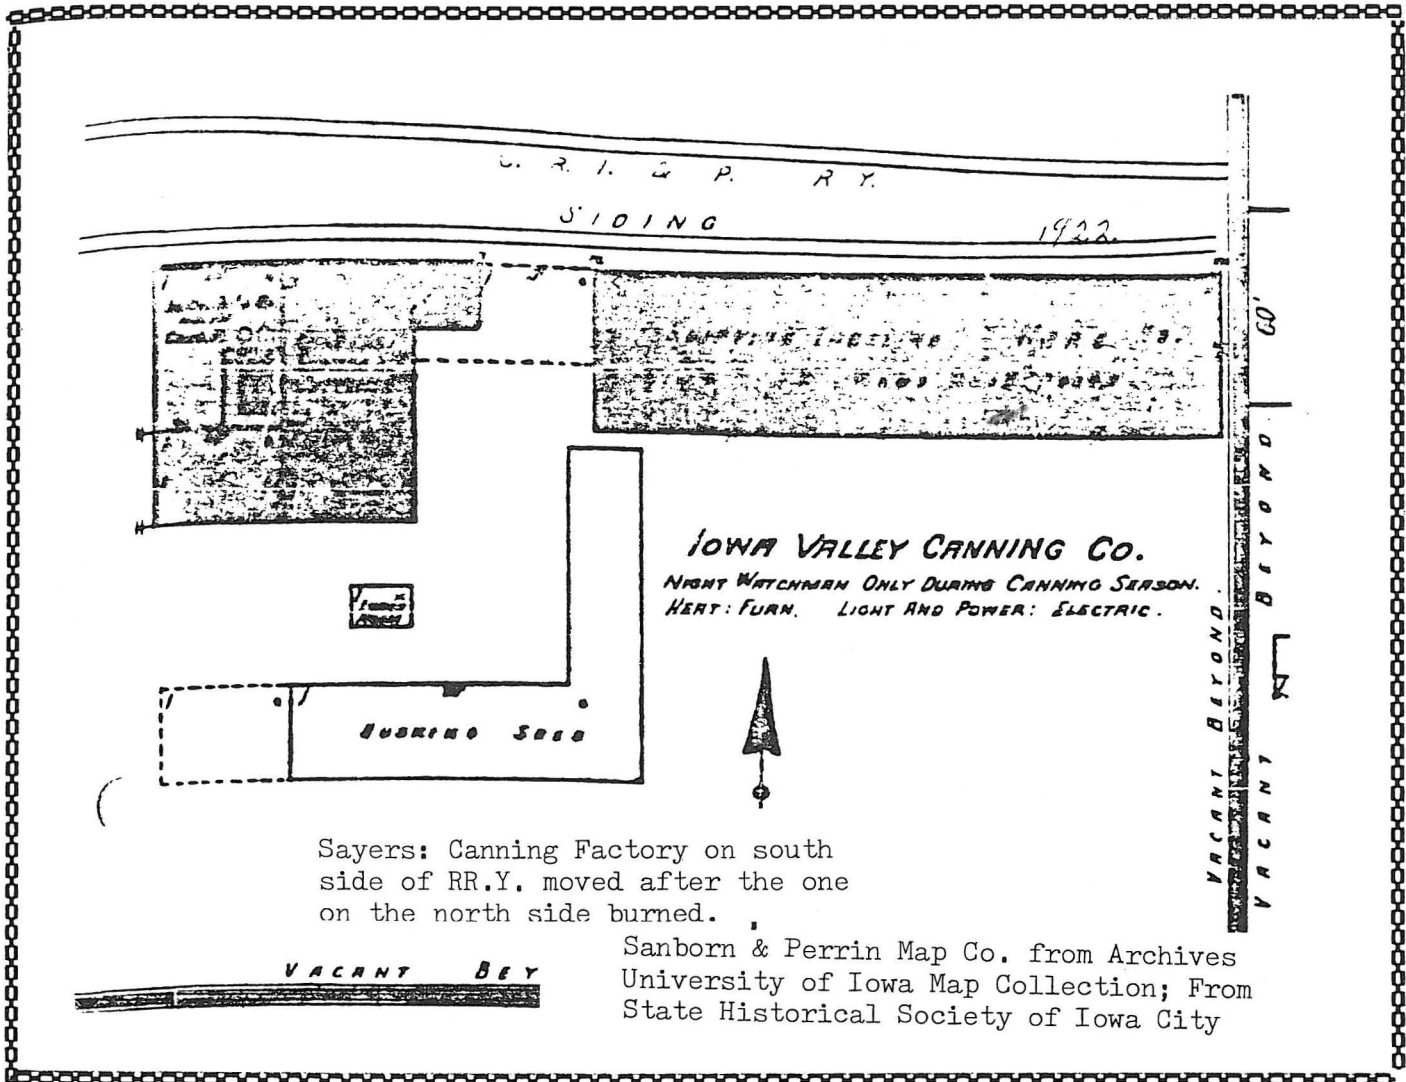 C. R. I. & P. RY.
SIDING
1922.
WARE
60'
IOWA VALLEY CANNING CO.
NIGHT WATCHMAN ONLY DURING CANNING SEASON.
HEAT: FURN. LIGHT AND POWER: ELECTRIC.
HUSKING SHED
VACANT BEYOND.
VACANT BEYOND
Sayers: Canning Factory on south
side of RR.Y. moved after the one
on the north side burned.
VACANT BEY
Sanborn & Perrin Map Co. from Archives
University of Iowa Map Collection; From
State Historical Society of Iowa City